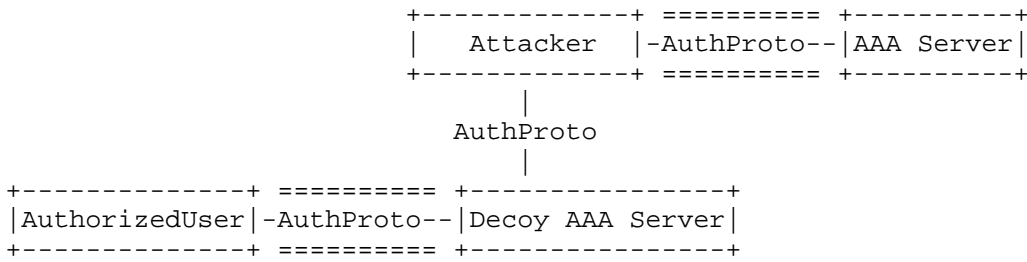 +-------------+ ========== +----------+
|   Attacker  |-AuthProto--|AAA Server|
+-------------+ ========== +----------+
|
AuthProto
|
+--------------+ ========== +----------------+
|AuthorizedUser|-AuthProto--|Decoy AAA Server|
+--------------+ ========== +----------------+